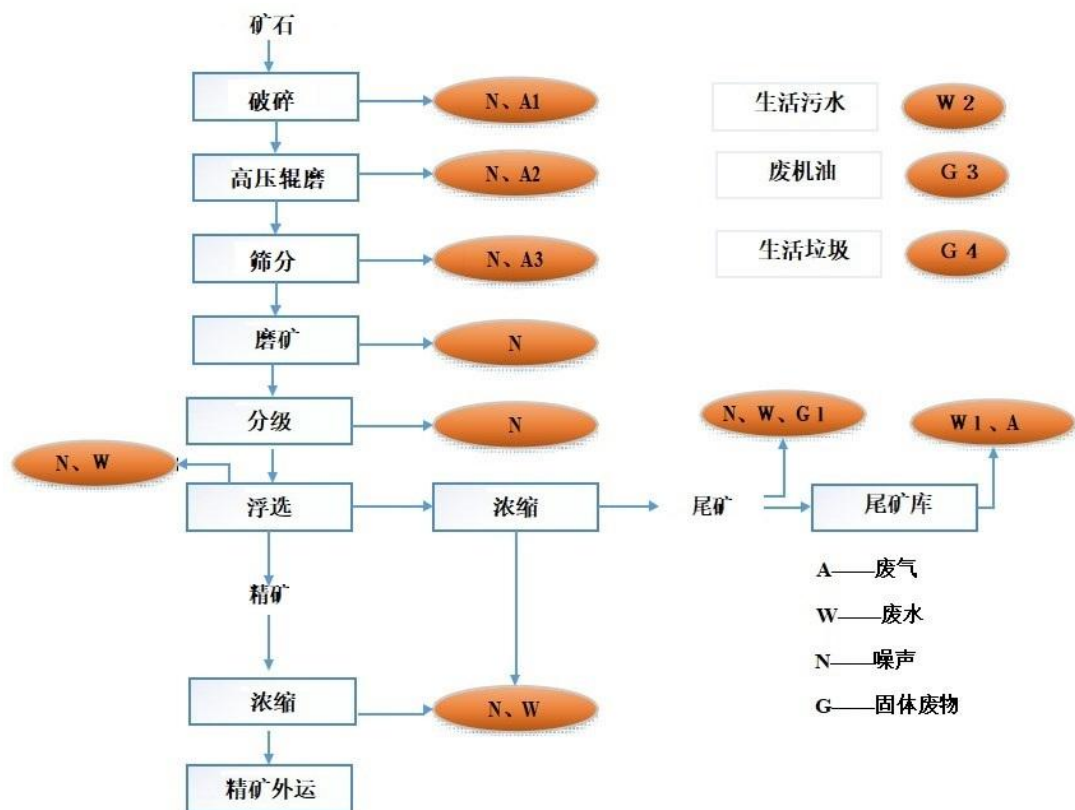 矿石
破碎
N、A1
生活污水
W 2
高压辊磨
N、A2
废机油
G 3
筛分
N、A3
生活垃圾
G 4
磨矿
N
分级
N
N、W、G 1
W 1、A
N、W
浮选
浓缩
尾矿
尾矿库
A——废气
精矿
W——废水
N——噪声
浓缩
N、W
G——固体废物
精矿外运